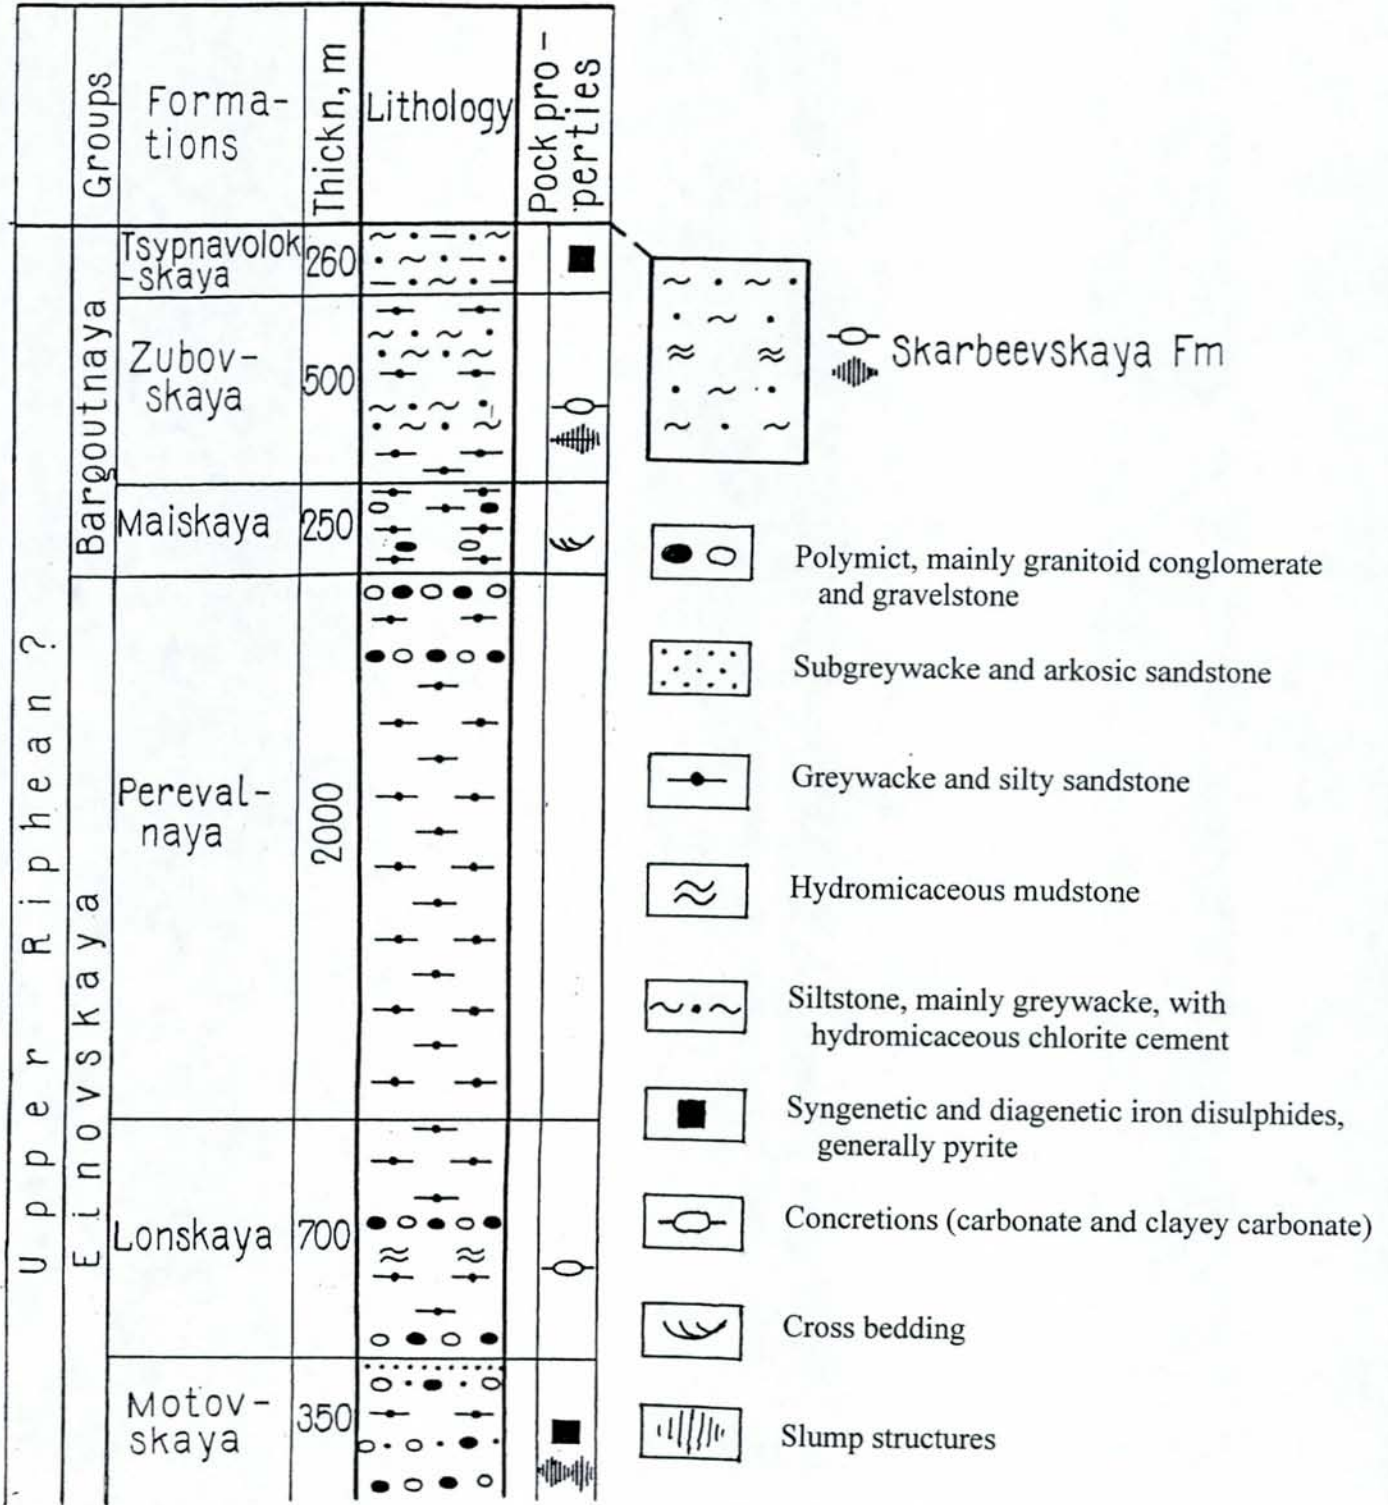 Groups
Forma-
tions
Thickn, m
Lithology
Pock pro-
perties
Upper Riphean ?
Bargoutnaya
Einovskaya
Tsypnavolok
-skaya
260
Zubov-
skaya
500
Maiskaya
250
Pereval-
naya
2000
Lonskaya
700
Motov-
skaya
350
Skarbeevskaya Fm
Polymict, mainly granitoid conglomerate
and gravelstone
Subgreywacke and arkosic sandstone
Greywacke and silty sandstone
Hydromicaceous mudstone
Siltstone, mainly greywacke, with
hydromicaceous chlorite cement
Syngenetic and diagenetic iron disulphides,
generally pyrite
Concretions (carbonate and clayey carbonate)
Cross bedding
Slump structures